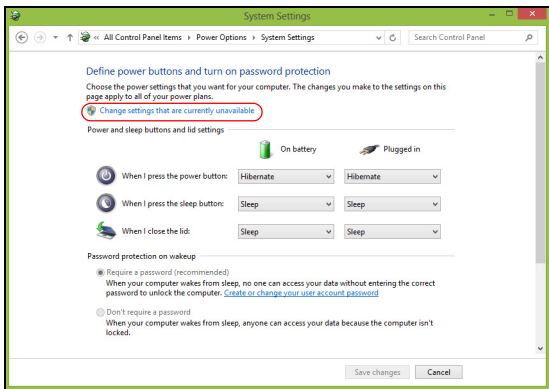 System Settings
« All Control Panel Items Power Options System Settings
Search Control Panel
Define power buttons and turn on password protection
Choose the power settings that you want for your computer. The changes you make to the settings on this
page apply to all of your power plans.
Change settings that are currently unavailable
Power and sleep buttons and lid settings
On battery Plugged in
When I press the power button: Hibernate Hibernate
When I press the sleep button: Sleep Sleep
When I close the lid: Sleep Sleep
Password protection on wakeup
Require a password (recommended)
When your computer wakes from sleep, no one can access your data without entering the correct
password to unlock the computer. Create or change your user account password
Don't require a password
When your computer wakes from sleep, anyone can access your data because the computer isn't
locked.
Save changes Cancel